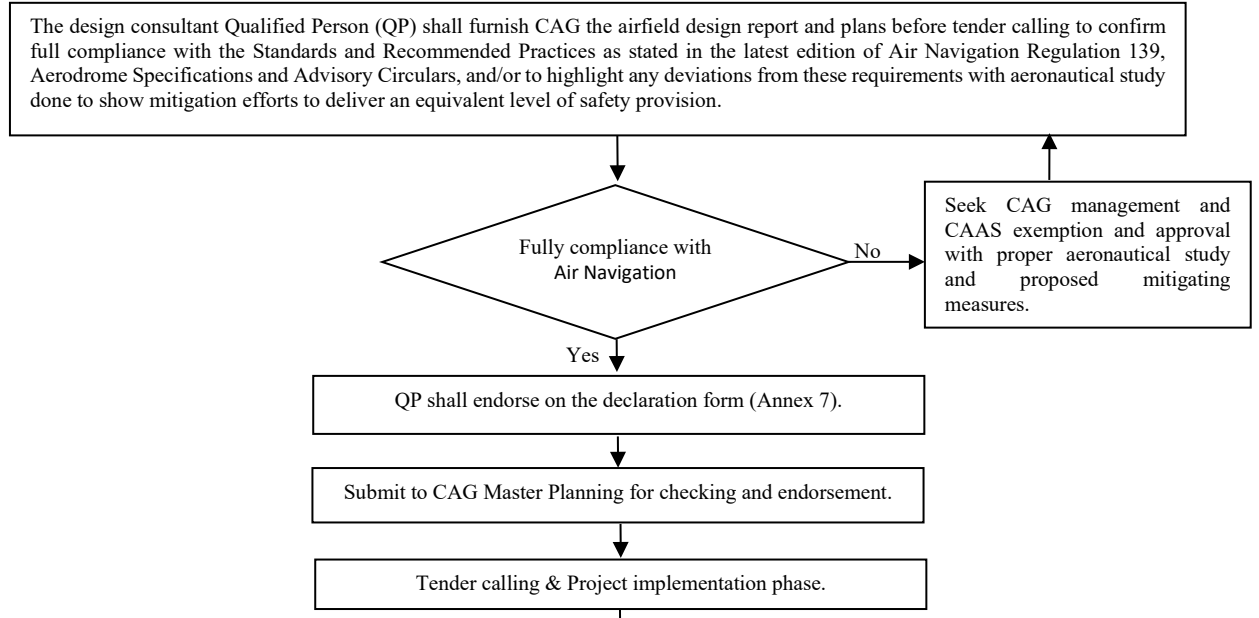 The design consultant Qualified Person (QP) shall furnish CAG the airfield design report and plans before tender calling to confirm
full compliance with the Standards and Recommended Practices as stated in the latest edition of Air Navigation Regulation 139,
Aerodrome Specifications and Advisory Circulars, and/or to highlight any deviations from these requirements with aeronautical study
done to show mitigation efforts to deliver an equivalent level of safety provision.
Fully compliance with
Air Navigation
No
Seek CAG management and
CAAS exemption and approval
with proper aeronautical study
and proposed mitigating
measures.
Yes
QP shall endorse on the declaration form (Annex 7).
Submit to CAG Master Planning for checking and endorsement.
Tender calling & Project implementation phase.